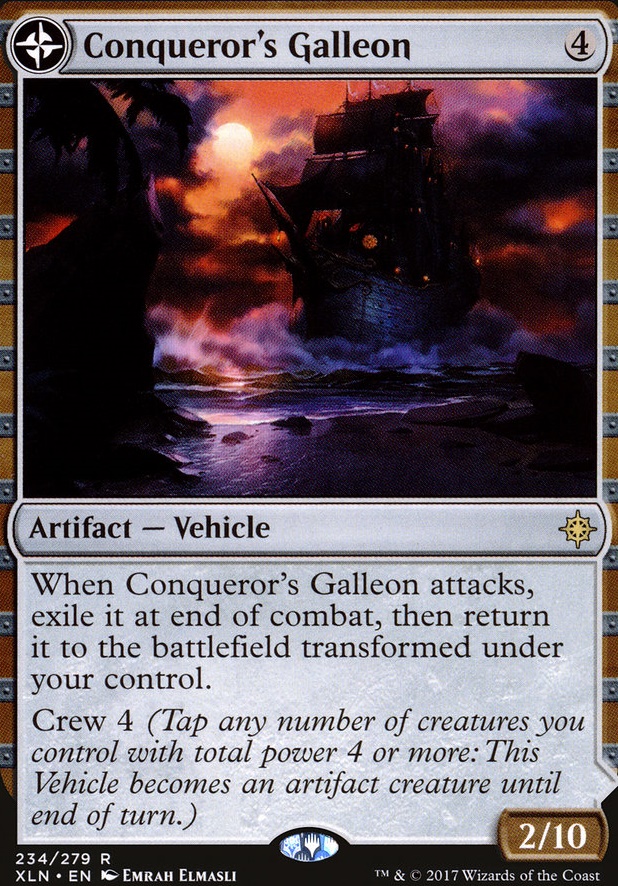 Conqueror's Galleon 4
Artifact — Vehicle
When Conqueror's Galleon attacks,
exile it at end of combat, then return
it to the battlefield transformed under
your control.
Crew 4 (Tap any number of creatures you
control with total power 4 or more: This
Vehicle becomes an artifact creature until
end of turn.)
2/10
234/279 R
XLN • EN Emrah Elmasli
™ & © 2017 Wizards of the Coast